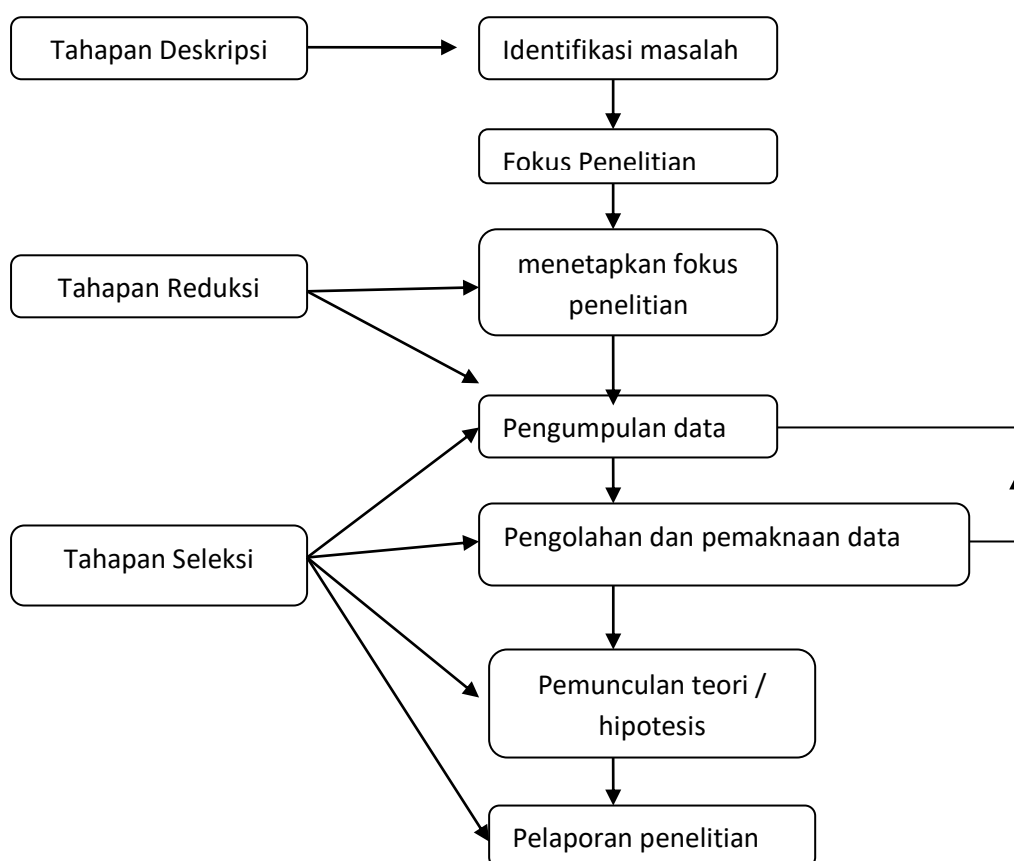 Tahapan Deskripsi
Identifikasi masalah
Fokus Penelitian
Tahapan Reduksi
menetapkan fokus
penelitian
Pengumpulan data
Tahapan Seleksi
Pengolahan dan pemaknaan data
Pemunculan teori /
hipotesis
Pelaporan penelitian